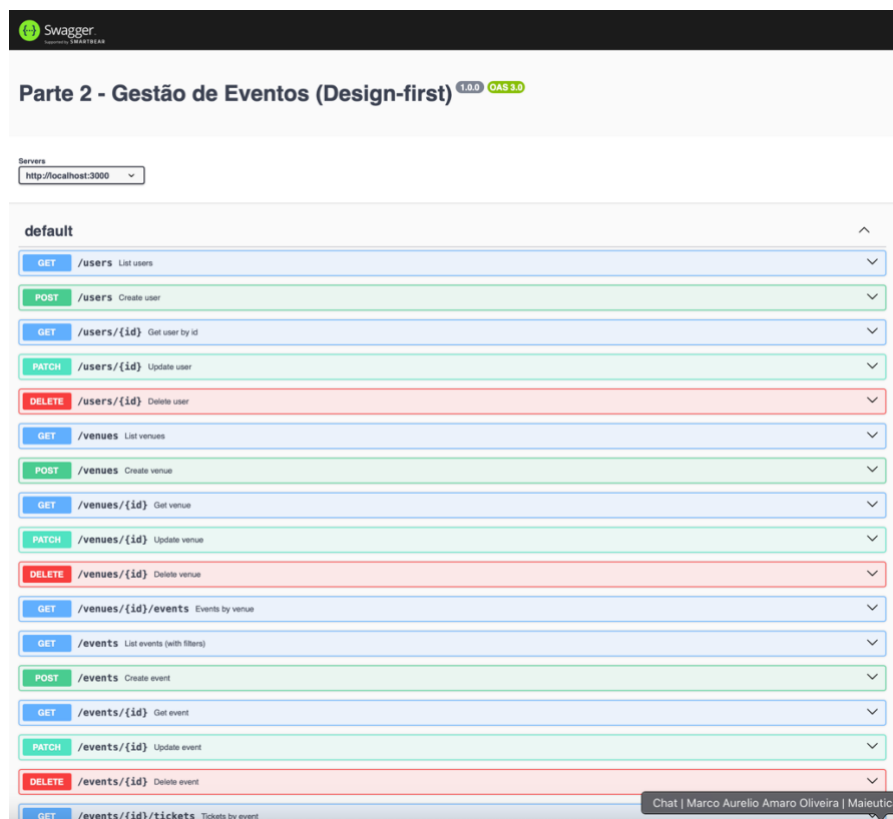 Swagger
Supported by SMARTBEAR
Parte 2 - Gestão de Eventos (Design-first) 1.0.0 OAS 3.0
Servers
http://localhost:3000
default
GET /users List users
POST /users Create user
GET /users/{id} Get user by id
PATCH /users/{id} Update user
DELETE /users/{id} Delete user
GET /venues List venues
POST /venues Create venue
GET /venues/{id} Get venue
PATCH /venues/{id} Update venue
DELETE /venues/{id} Delete venue
GET /venues/{id}/events Events by venue
GET /events List events (with filters)
POST /events Create event
GET /events/{id} Get event
PATCH /events/{id} Update event
DELETE /events/{id} Delete event
Chat | Marco Aurelio Amaro Oliveira | Maieutic
GET /events/{id}/tickets Tickets by event